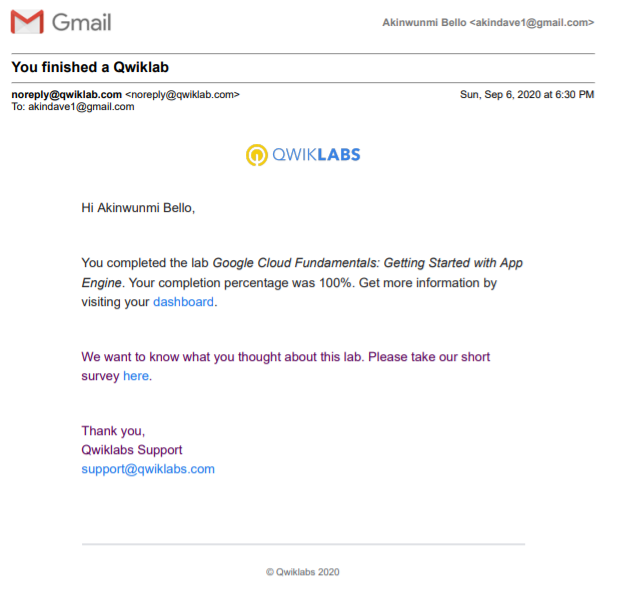 Gmail
Akinwunmi Bello <akindave1@gmail.com>
You finished a Qwiklab
noreply@qwiklab.com <noreply@qwiklab.com>
Sun, Sep 6, 2020 at 6:30 PM
To: akindave1@gmail.com
QWIKLABS
Hi Akinwunmi Bello,
You completed the lab Google Cloud Fundamentals: Getting Started with App
Engine. Your completion percentage was 100%. Get more information by
visiting your dashboard.
We want to know what you thought about this lab. Please take our short
survey here.
Thank you,
Qwiklabs Support
support@qwiklabs.com
© Qwiklabs 2020